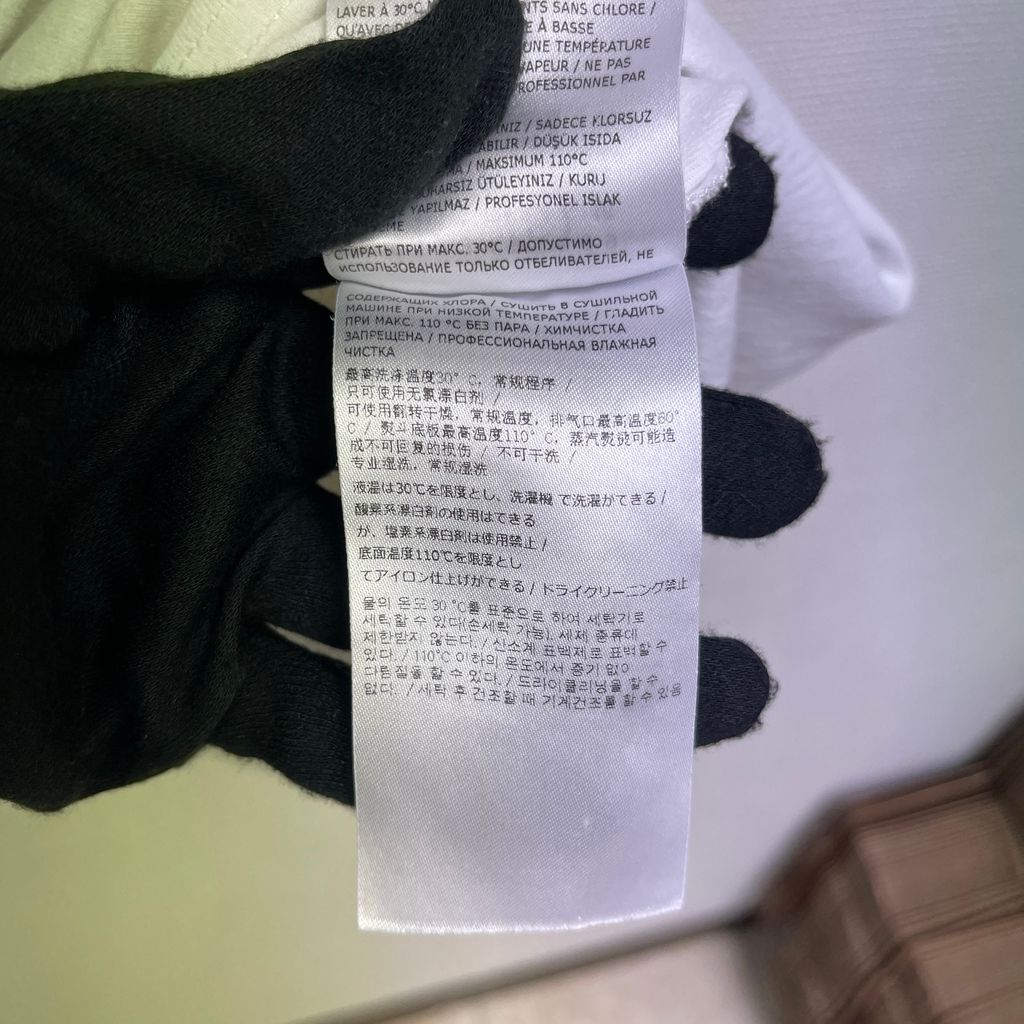 LAVER À 30°C NTS SANS CHLORE /
QU'AVEC E À BASSE
UNE TEMPÉRATURE
VAPEUR / NE PAS
PROFESSIONNEL PAR
INIZ / SADECE KLORSUZ
ABILIR / DÜŞÜK ISIDA
MA / MAKSIMUM 110°C
UHARSIZ ÜTÜLEYINIZ / KURU
YAPILMAZ / PROFESYONEL ISLAK
EME
СТИРАТЬ ПРИ МАКС. 30°C / ДОПУСТИМО
ИСПОЛЬЗОВАНИЕ ТОЛЬКО ОТБЕЛИВАТЕЛЕЙ, НЕ
СОДЕРЖАЩИХ ХЛОРА / СУШИТЬ В СУШИЛЬНОЙ
МАШИНЕ ПРИ НИЗКОЙ ТЕМПЕРАТУРЕ / ГЛАДИТЬ
ПРИ МАКС. 110 °C БЕЗ ПАРА / ХИМЧИСТКА
ЗАПРЕЩЕНА / ПРОФЕССИОНАЛЬНАЯ ВЛАЖНАЯ
ЧИСТКА
最高洗涤温度30° C，常规程序 /
只可使用无氯漂白剂 /
可使用翻转干燥，常规温度，排气口最高温度60°
C / 熨斗底板最高温度110° C，蒸汽熨烫可能造
成不可回复的损伤 / 不可干洗 /
专业湿洗，常规湿洗
液温は30℃を限度とし、洗濯機 で洗濯ができる /
酸素系漂白剤の使用はできる
が、塩素系漂白剤は使用禁止 /
底面温度110℃を限度とし
てアイロン仕上げができる / ドライクリーニング禁止
물의 온도 30 °C를 표준으로 하여 세탁기로
세탁할 수 있다(손세탁 가능). 세제 종류에
제한받지 않는다. / 산소계 표백제로 표백할 수
있다. / 110°C 이하의 온도에서 증기 없이
다림질을 할 수 있다. / 드라이클리닝을 할 수
없다. / 세탁 후 건조할 때 기계건조를 할 수 있음